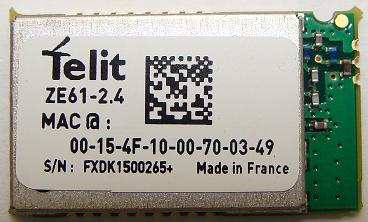 Telit
ZE61-2.4
MAC @ :
00-15-4F-10-00-70-03-49
S/N : FXDK1500265+ Made in France